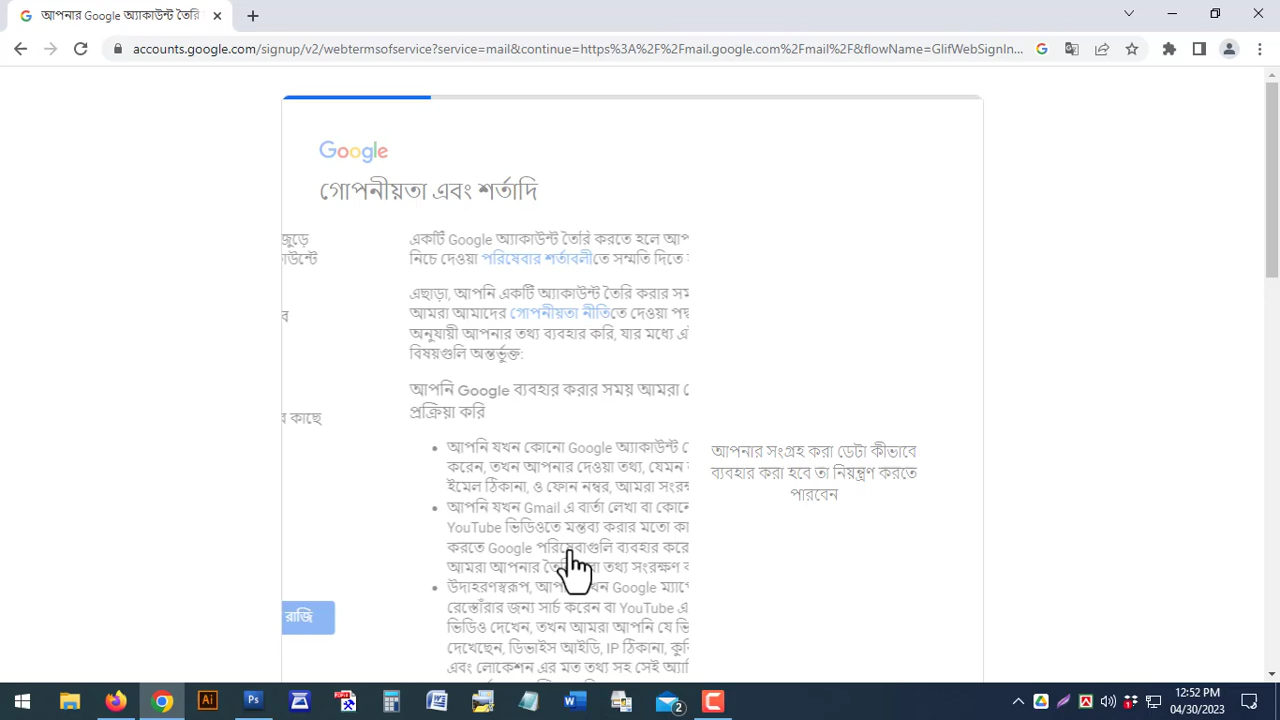 আপনার Google অ্যাকাউন্ট তৈরি
accounts.google.com/signup/v2/webtermsofservice?service=mail&continue=https%3A%2F%2Fmail.google.com%2Fmail%2F&flowName=GlifWebSignIn...
Google
গোপনীয়তা এবং শর্তাদি
জুড়ে
কাউন্টে
ব
র কাছে
রাজি
একটি Google অ্যাকাউন্ট তৈরি করতে হলে আপ
নিচে দেওয়া পরিষেবার শর্তাবলীতে সম্মতি দিতে
এছাড়া, আপনি একটি অ্যাকাউন্ট তৈরি করার সম
আমরা আমাদের গোপনীয়তা নীতিতে দেওয়া পদ্ধ
অনুযায়ী আপনার তথ্য ব্যবহার করি, যার মধ্যে এই
বিষয়গুলি অন্তর্ভুক্ত:
আপনি Google ব্যবহার করার সময় আমরা যে
প্রক্রিয়া করি
আপনি যখন কোনো Google অ্যাকাউন্ট
করেন, তখন আপনার দেওয়া তথ্য, যেমন
ইমেল ঠিকানা, ও ফোন নম্বর, আমরা সংরক্ষ
আপনি যখন Gmail এ বার্তা লেখা বা কোনো
YouTube ভিডিওতে মন্তব্য করার মতো কা
করতে Google পরিষেবাগুলি ব্যবহার করে
আমরা আপনার তৈরি করা তথ্য সংরক্ষণ
উদাহরণস্বরূপ, আপনি যখন Google ম্যাপে
রেস্তোঁরার জন্য সার্চ করেন বা YouTube এ
ভিডিও দেখেন, তখন আমরা আপনি যে ভি
দেখেছেন, ডিভাইস আইডি, IP ঠিকানা, কুকি
এবং লোকেশন এর মত তথ্য সহ সেই অ্যা
আপনার সংগ্রহ করা ডেটা কীভাবে
ব্যবহার করা হবে তা নিয়ন্ত্রণ করতে
পারবেন
12:52 PM
04/30/2023